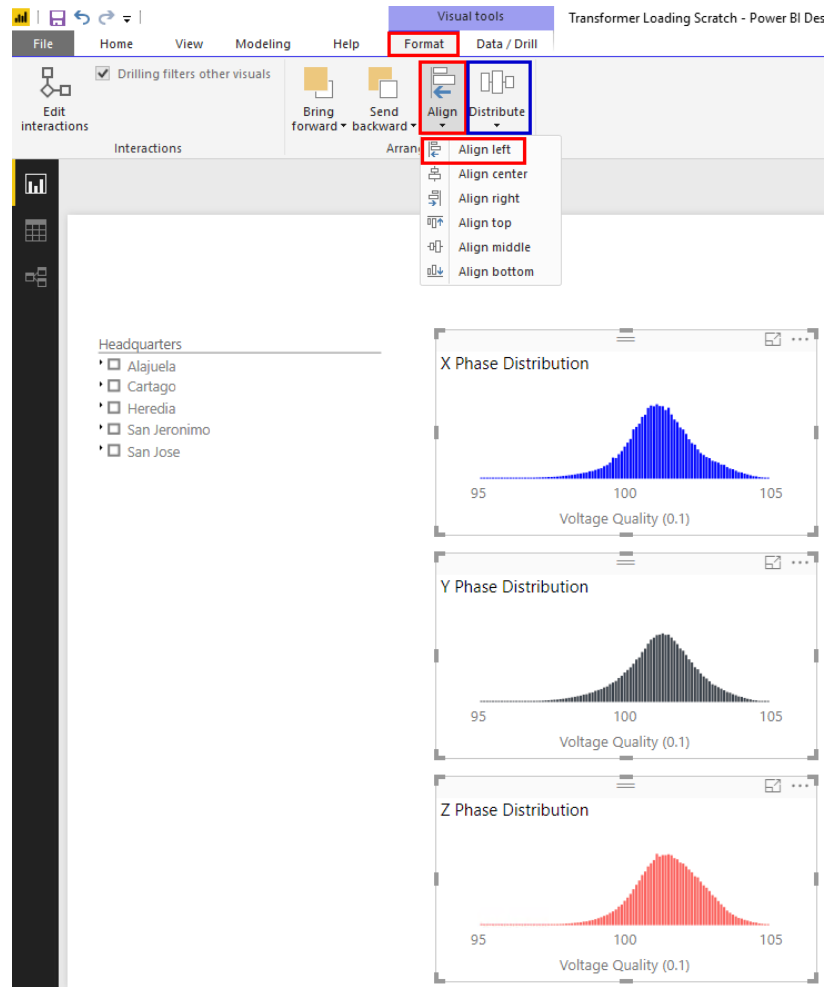 Visual tools
Transformer Loading Scratch - Power BI Des
File Home View Modeling Help Format Data / Drill
Drilling filters other visuals
Edit interactions
Bring forward
Send backward
Align
Distribute
Interactions
Arran
Align left
Align center
Align right
Align top
Align middle
Align bottom
Headquarters
Alajuela
Cartago
Heredia
San Jeronimo
San Jose
X Phase Distribution
95 100 105
Voltage Quality (0.1)
Y Phase Distribution
95 100 105
Voltage Quality (0.1)
Z Phase Distribution
95 100 105
Voltage Quality (0.1)